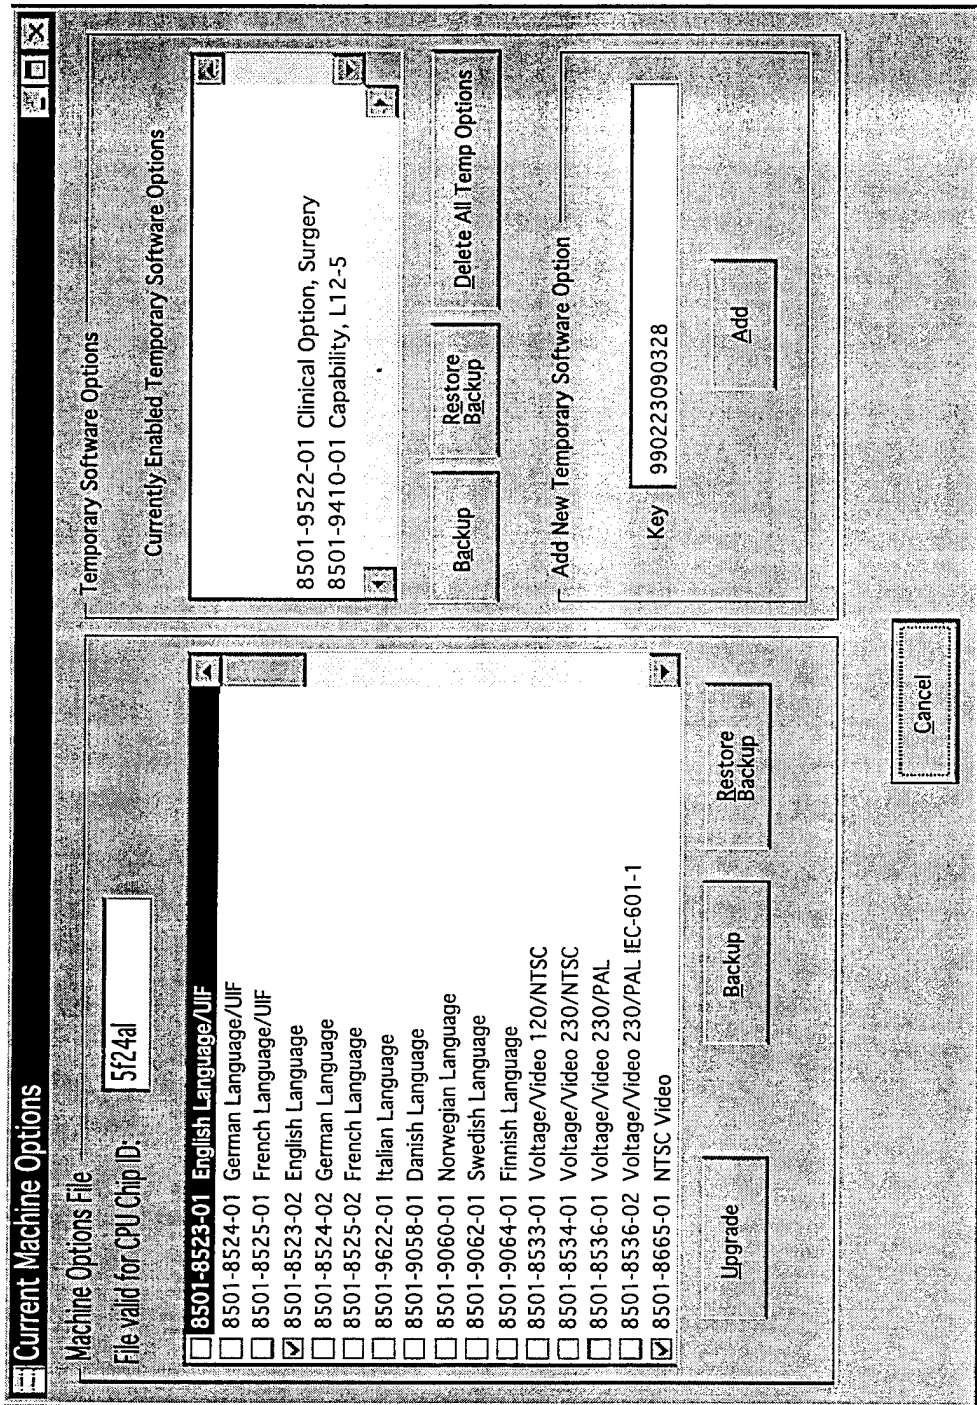 Current Machine Options
Machine Options File
File valid for CPU Chip ID:
5f24al
8501-8523-01 English Language/UIF
8501-8524-01 German Language/UIF
8501-8525-01 French Language/UIF
8501-8523-02 English Language
8501-8524-02 German Language
8501-8525-02 French Language
8501-9622-01 Italian Language
8501-9058-01 Danish Language
8501-9060-01 Norwegian Language
8501-9062-01 Swedish Language
8501-9064-01 Finnish Language
8501-8533-01 Voltage/Video 120/NTSC
8501-8534-01 Voltage/Video 230/NTSC
8501-8536-01 Voltage/Video 230/PAL
8501-8536-02 Voltage/Video 230/PAL IEC-601-1
8501-8665-01 NTSC Video
Upgrade
Backup
Restore
Backup
Temporary Software Options
Currently Enabled Temporary Software Options
8501-9522-01 Clinical Option, Surgery
8501-9410-01 Capability, L12-5
Backup
Restore
Backup
Delete All Temp Options
Add New Temporary Software Option
Key
990223090328
Add
Cancel